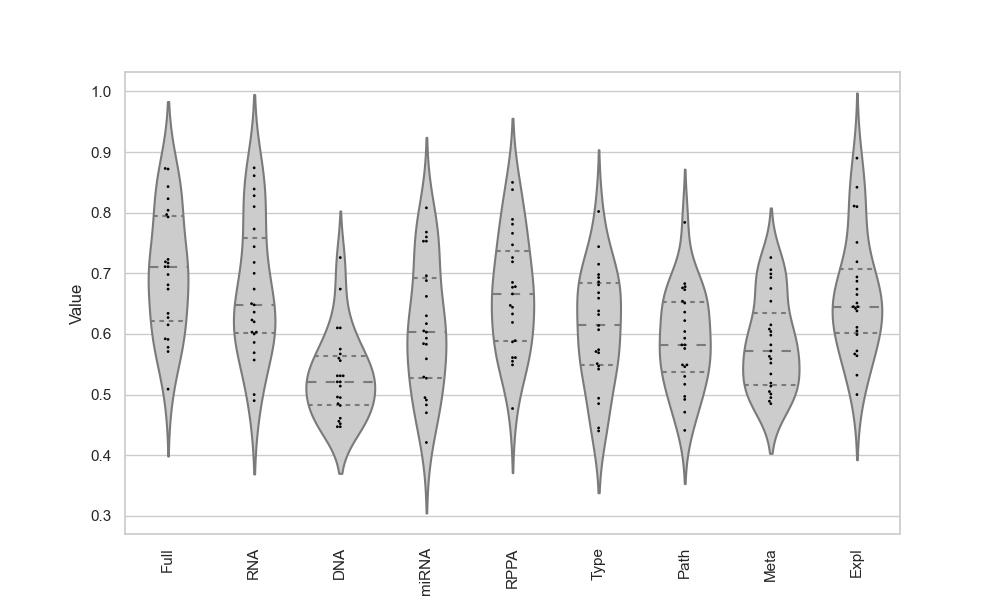 1.0
0.9
0.8
0.7
0.6
0.5
0.4
0.3
Value
Full
RNA
DNA
miRNA
RPPA
Type
Path
Meta
Expl